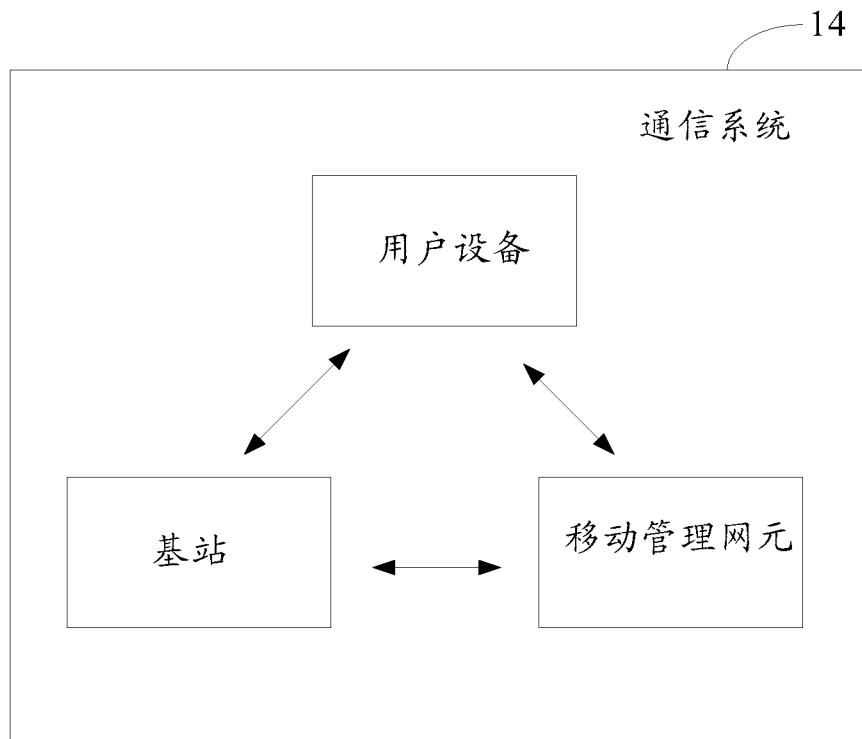 14
通信系统
用户设备
基站
移动管理网元